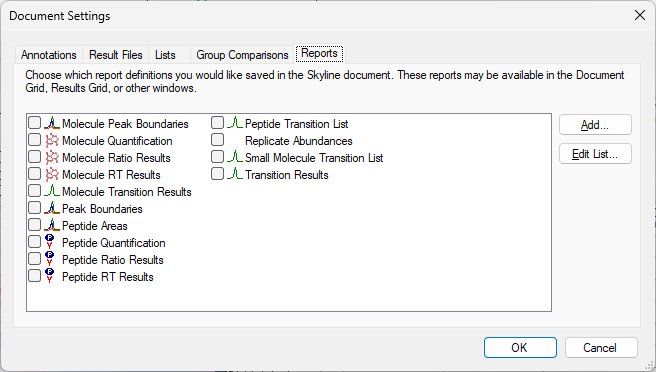 Document Settings
Annotations Result Files Lists Group Comparisons Reports
Choose which report definitions you would like saved in the Skyline document. These reports may be available in the Document
Grid, Results Grid, or other windows.
Molecule Peak Boundaries
Molecule Quantification
Molecule Ratio Results
Molecule RT Results
Molecule Transition Results
Peak Boundaries
Peptide Areas
Peptide Quantification
Peptide Ratio Results
Peptide RT Results
Peptide Transition List
Replicate Abundances
Small Molecule Transition List
Transition Results
Add...
Edit List...
OK
Cancel